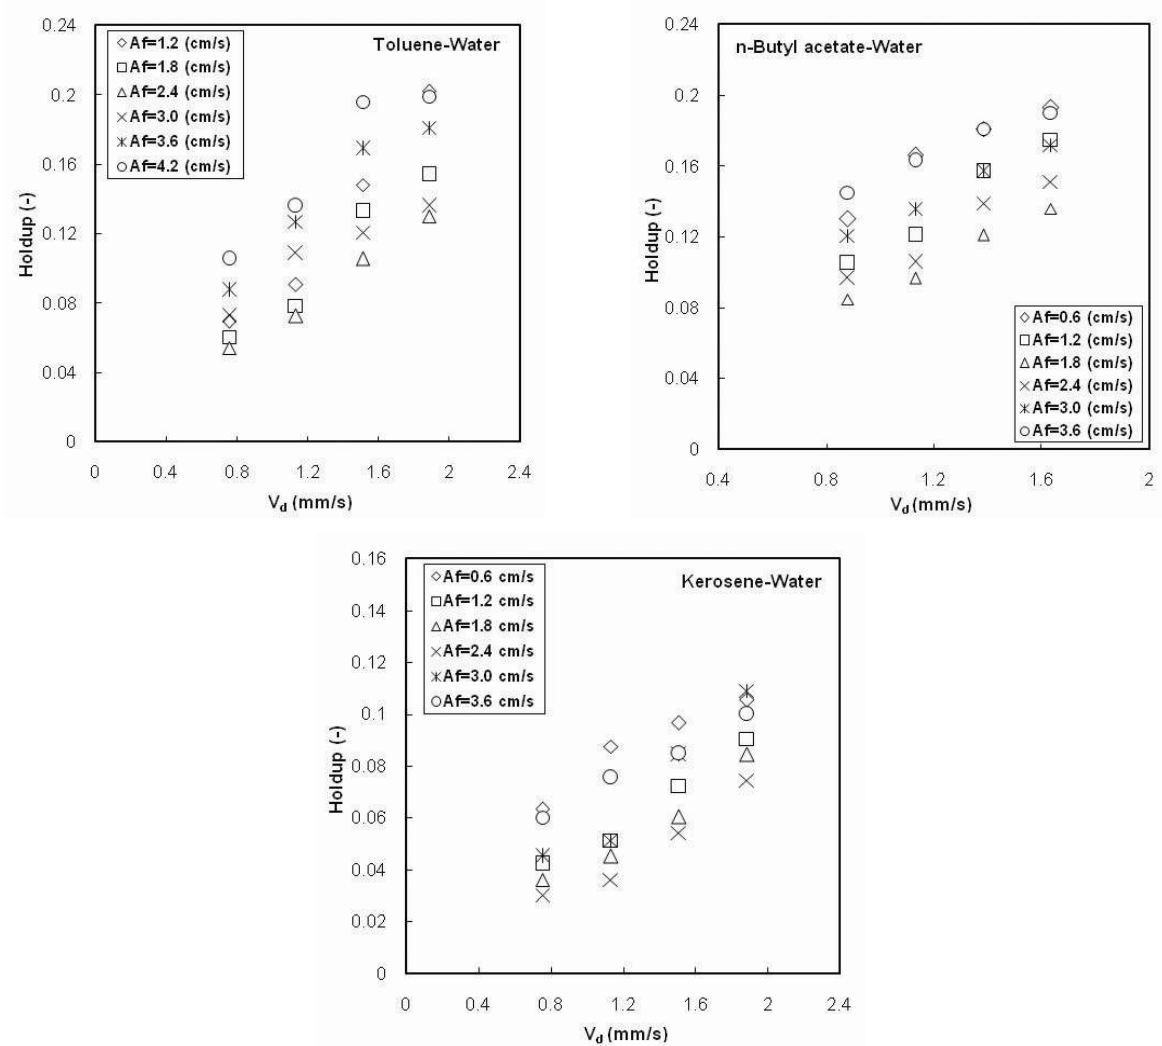 Toluene-Water
Af=1.2 (cm/s)
Af=1.8 (cm/s)
Af=2.4 (cm/s)
Af=3.0 (cm/s)
Af=3.6 (cm/s)
Af=4.2 (cm/s)
0.24
0.2
0.16
0.12
0.08
0.04
0
Holdup (-)
0 0.4 0.8 1.2 1.6 2 2.4
Vd (mm/s)
n-Butyl acetate-Water
0.24
0.2
0.16
0.12
0.08
0.04
0
Holdup (-)
Af=0.6 (cm/s)
Af=1.2 (cm/s)
Af=1.8 (cm/s)
Af=2.4 (cm/s)
Af=3.0 (cm/s)
Af=3.6 (cm/s)
0.4 0.8 1.2 1.6 2
Vd (mm/s)
Kerosene-Water
Af=0.6 cm/s
Af=1.2 cm/s
Af=1.8 cm/s
Af=2.4 cm/s
Af=3.0 cm/s
Af=3.6 cm/s
0.16
0.14
0.12
0.1
0.08
0.06
0.04
0.02
0
Holdup (-)
0 0.4 0.8 1.2 1.6 2 2.4
Vd (mm/s)